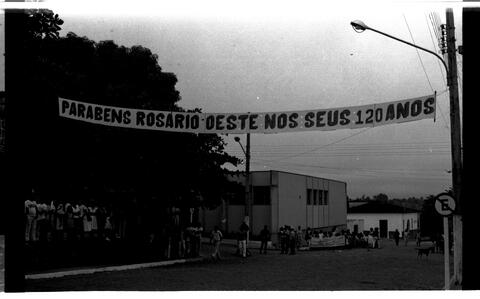 PARABENS ROSARIO OESTE NOS SEUS 120 ANOS
E